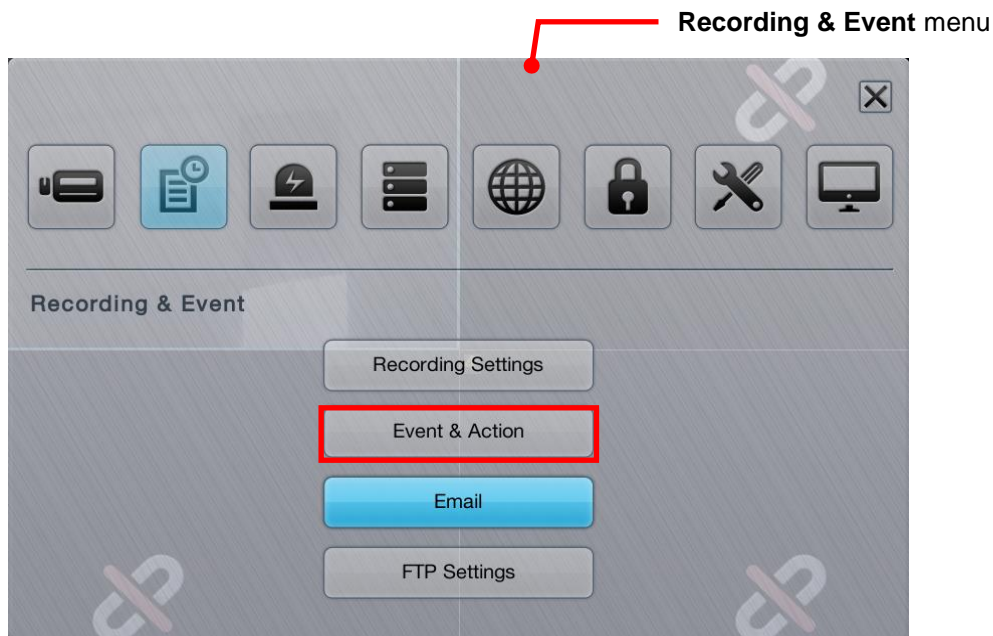 Recording & Event menu
Recording & Event
Recording Settings
Event & Action
Email
FTP Settings